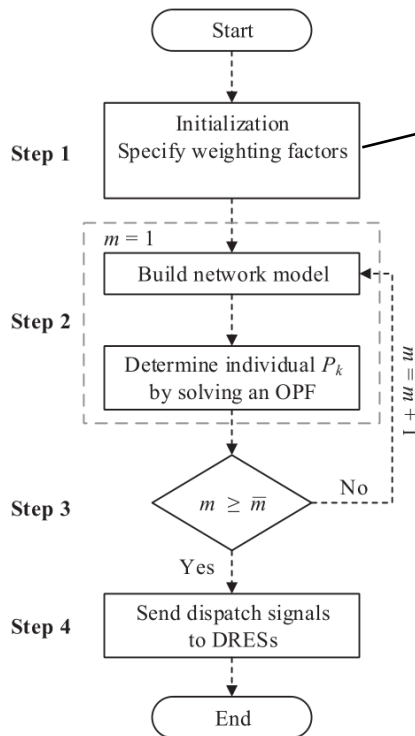 Start
Step 1
Initialization
Specify weighting factors
m = 1
Build network model
Step 2
Determine individual Pₖ
by solving an OPF
m = m + 1
Step 3
m ≥ m̅
No
Yes
Step 4
Send dispatch signals
to DRESs
End